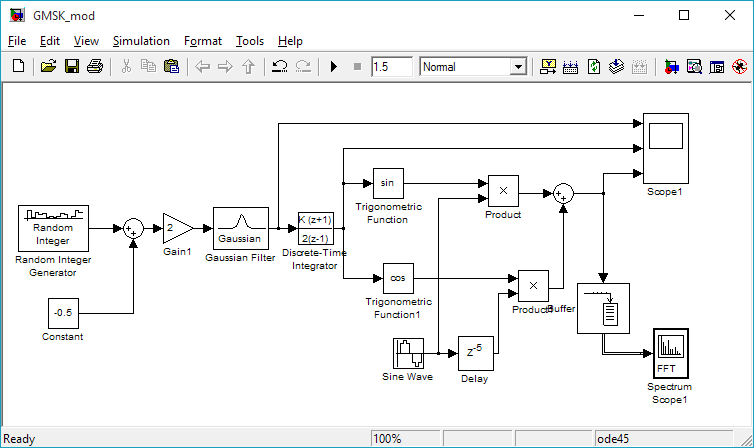 GMSK_mod
File Edit View Simulation Format Tools Help
1.5 Normal
Random
Integer
Random Integer
Generator
-0.5
Constant
2
Gain1
Gaussian
Gaussian Filter
K (z+1)
2(z-1)
Discrete-Time
Integrator
sin
Trigonometric
Function
cos
Trigonometric
Function1
Sine Wave
Z-5
Delay
×
Product
×
Product
Buffer
Scope1
FFT
Spectrum
Scope1
Ready 100% ode45